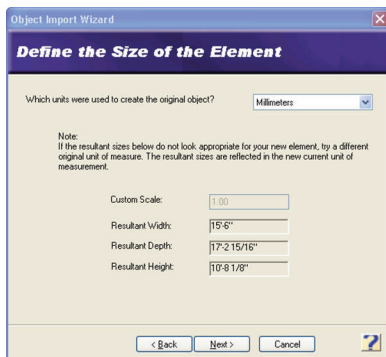 Object Import Wizard
Define the Size of the Element
Which units were used to create the original object?
Millimeters
Note:
If the resultant sizes below do not look appropriate for your new element, try a different
original unit of measure. The resultant sizes are reflected in the new current unit of
measurement.
Custom Scale:
1.00
Resultant Width:
15'-6"
Resultant Depth:
17'-2 15/16"
Resultant Height:
10'-8 1/8"
< Back
Next >
Cancel
?